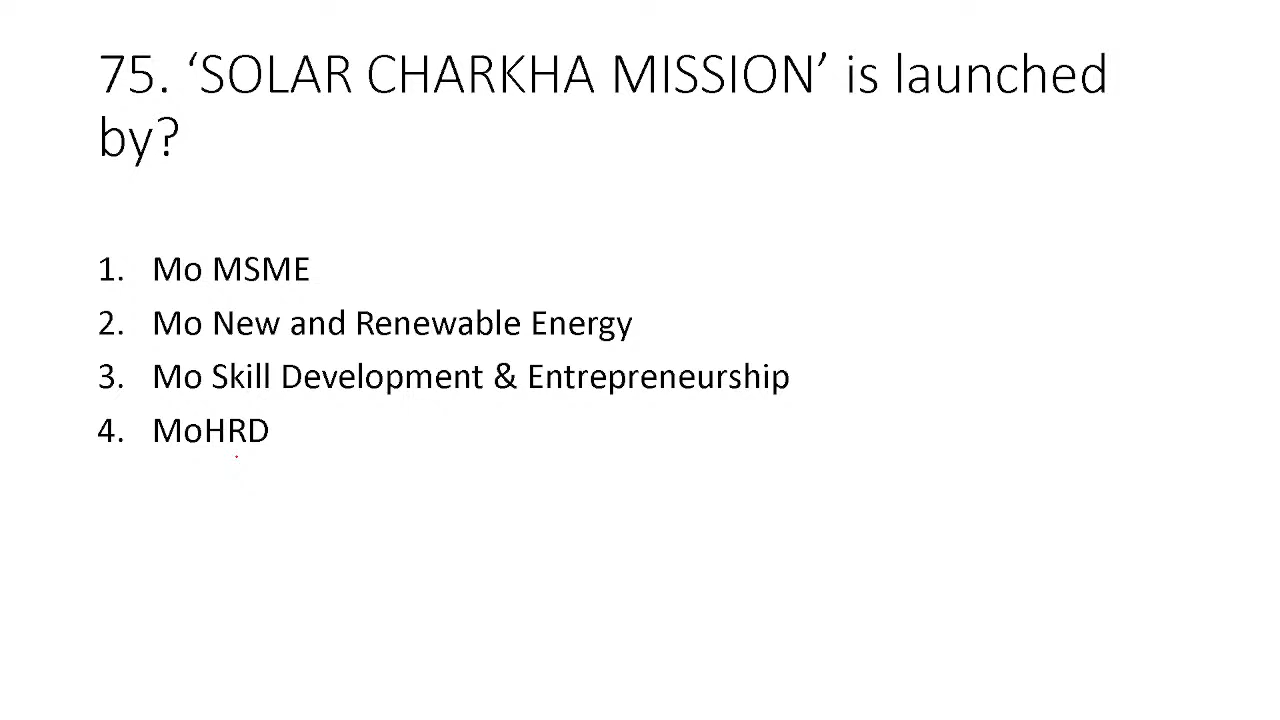 75. ‘SOLAR CHARKHA MISSION’ is launched
by?
1. Mo MSME
2. Mo New and Renewable Energy
3. Mo Skill Development & Entrepreneurship
4. MoHRD